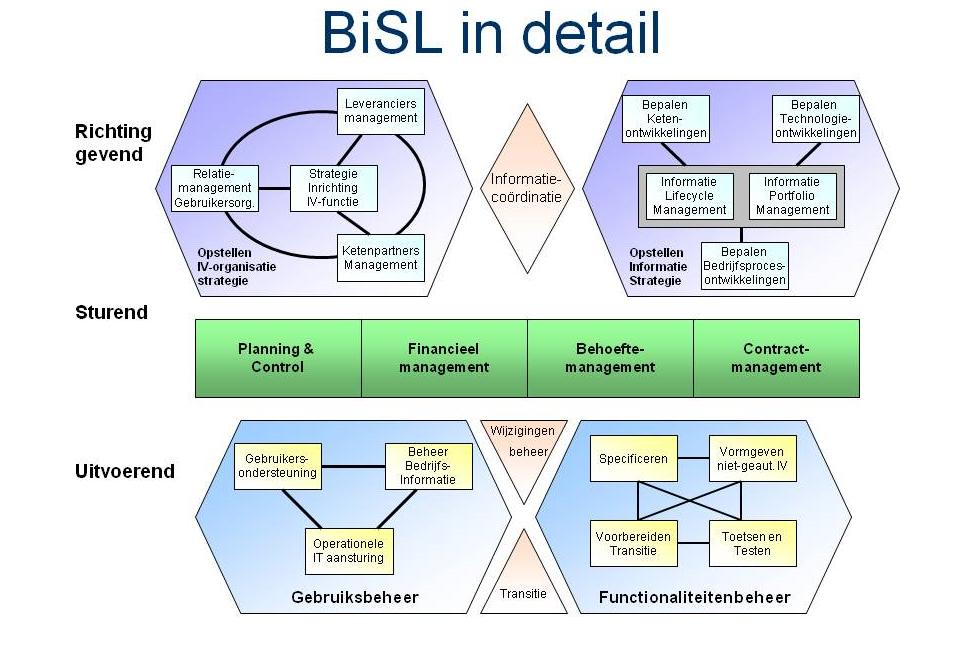 BiSL in detail
Richting
gevend
Leveranciers
management
Relatie-
management
Gebruikersorg.
Strategie
Inrichting
IV-functie
Ketenpartners
Management
Opstellen
IV-organisatie
strategie
Informatie-
coördinatie
Bepalen
Keten-
ontwikkelingen
Bepalen
Technologie-
ontwikkelingen
Informatie
Lifecycle
Management
Informatie
Portfolio
Management
Opstellen
Informatie
Strategie
Bepalen
Bedrijfsproces-
ontwikkelingen
Sturend
Planning &
Control
Financieel
management
Behoefte-
management
Contract-
management
Uitvoerend
Gebruikers-
ondersteuning
Beheer
Bedrijfs-
Informatie
Operationele
IT aansturing
Gebruiksbeheer
Wijzigingen
beheer
Transitie
Specificeren
Vormgeven
niet-geaut. IV
Voorbereiden
Transitie
Toetsen en
Testen
Functionaliteitenbeheer